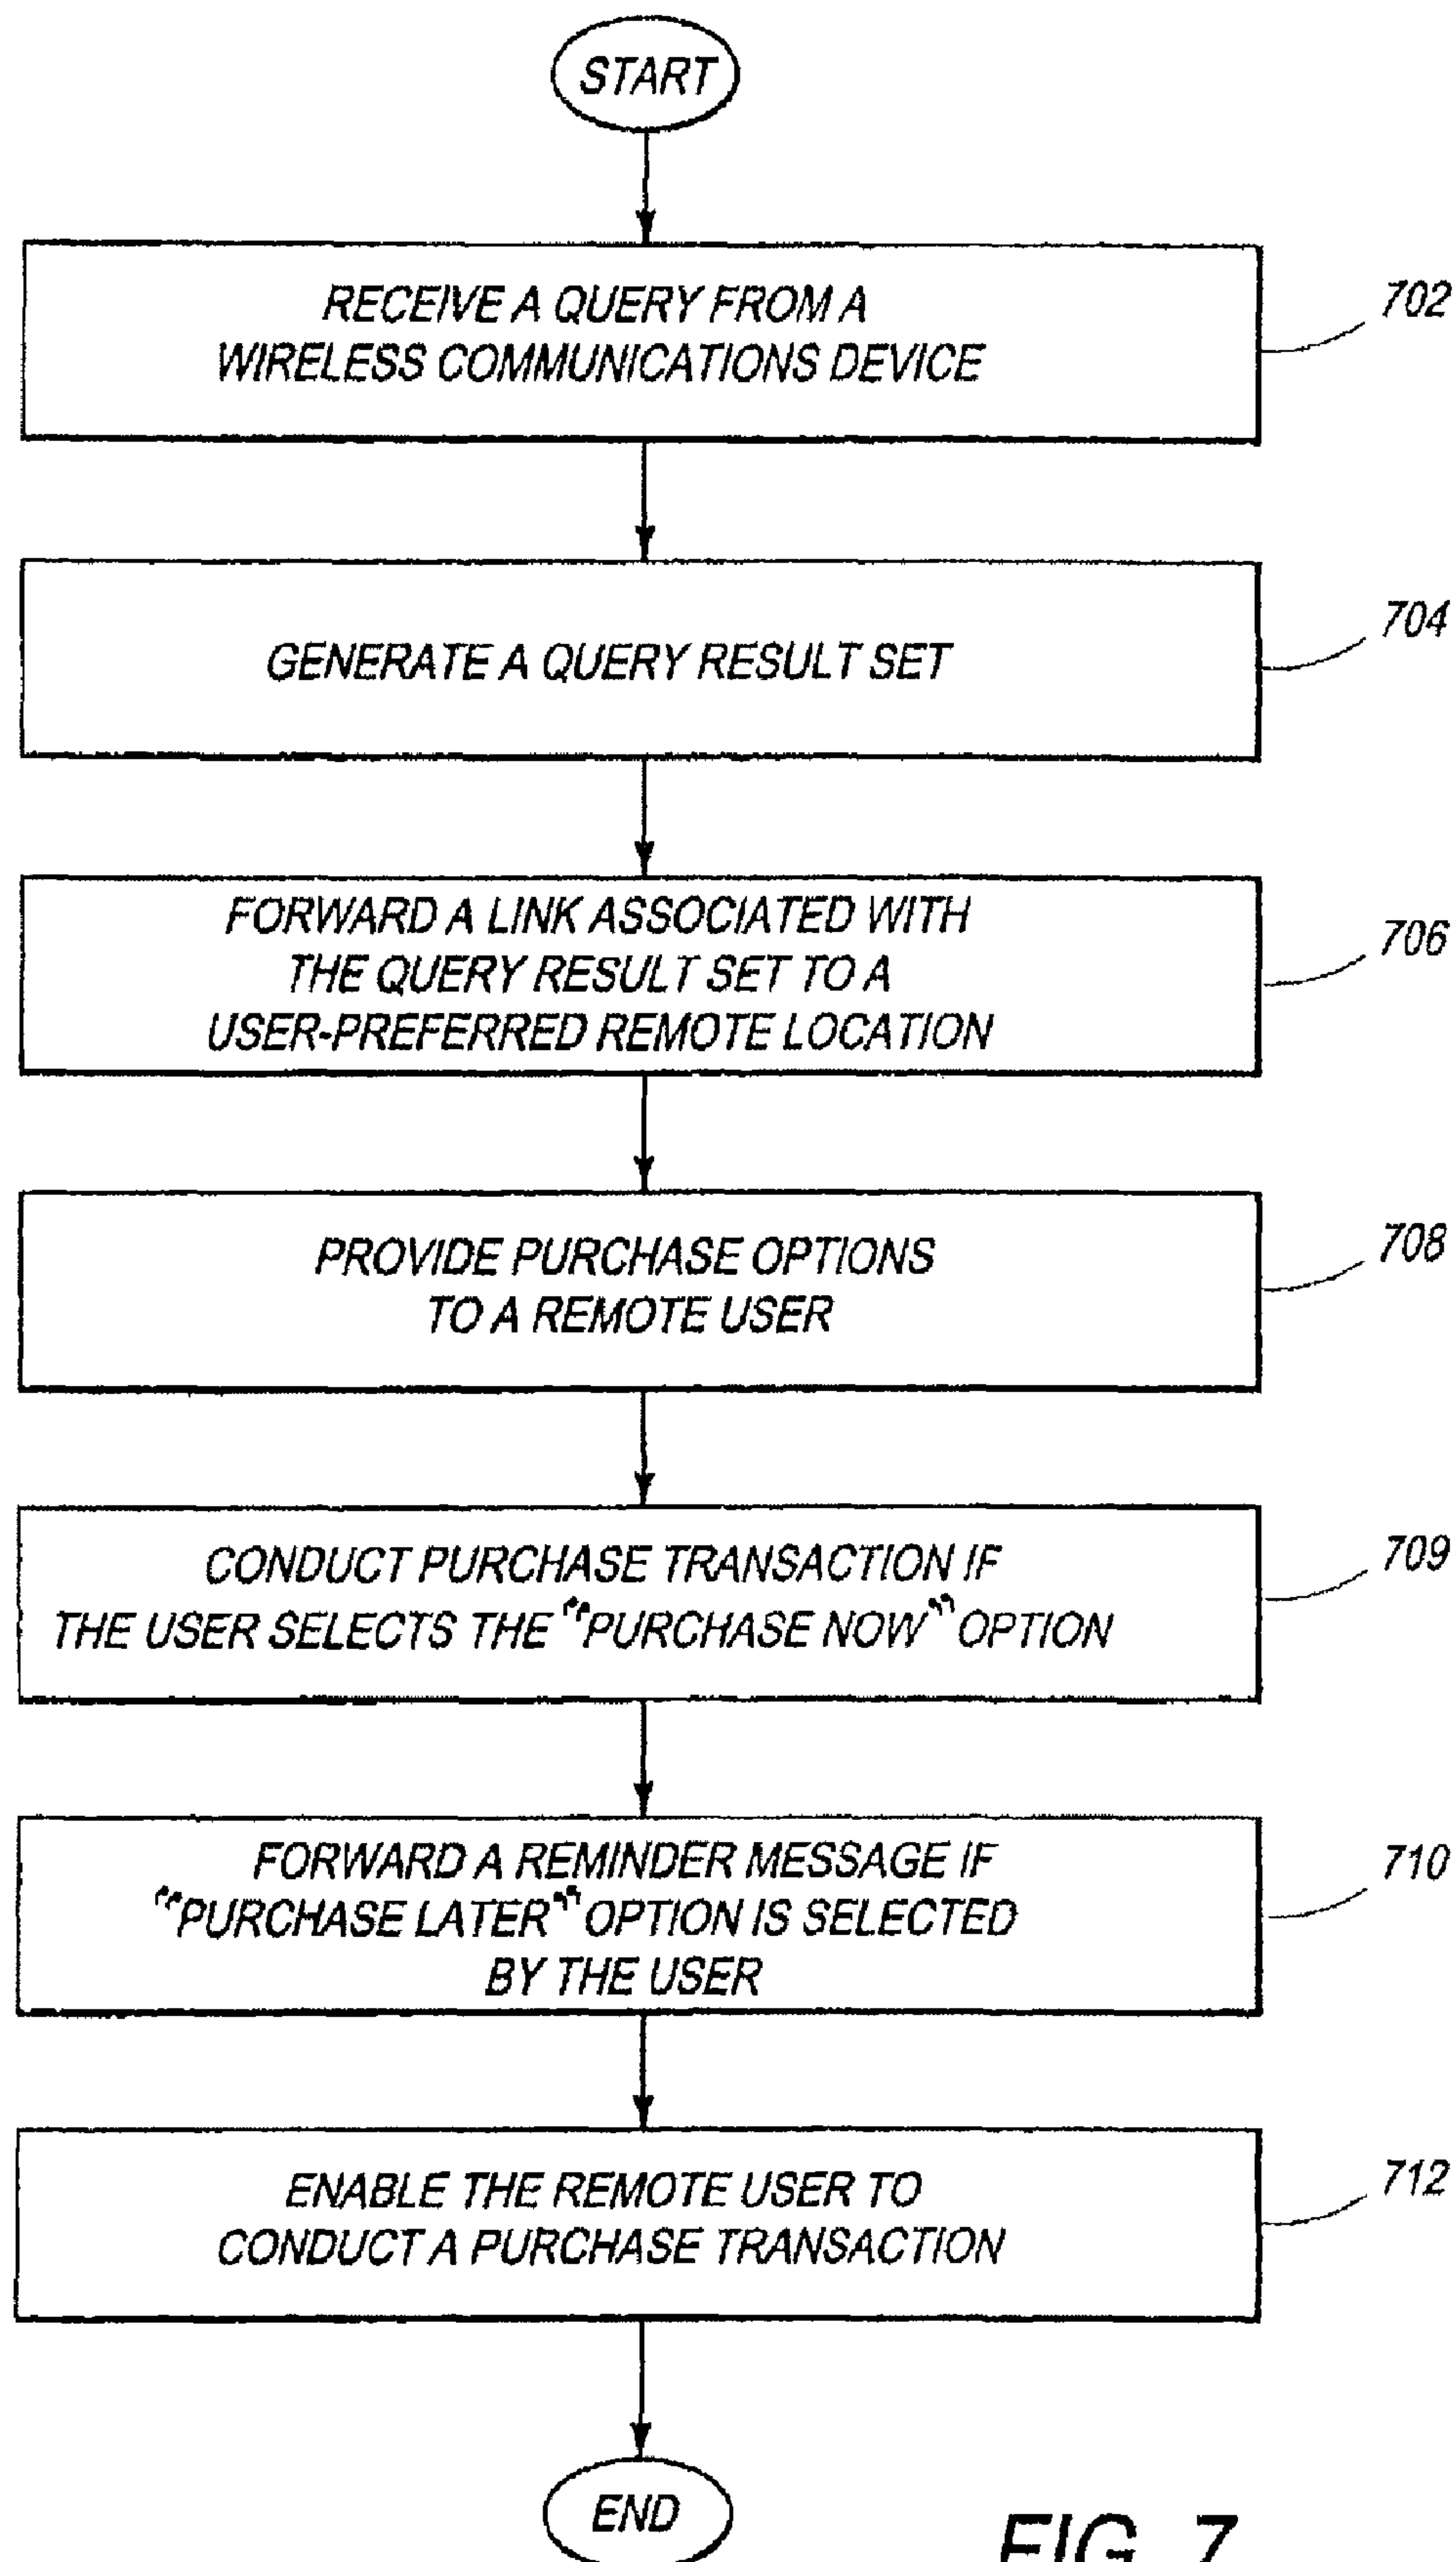 START
RECEIVE A QUERY FROM A
WIRELESS COMMUNICATIONS DEVICE
702
GENERATE A QUERY RESULT SET
704
FORWARD A LINK ASSOCIATED WITH
THE QUERY RESULT SET TO A
USER-PREFERRED REMOTE LOCATION
706
PROVIDE PURCHASE OPTIONS
TO A REMOTE USER
708
CONDUCT PURCHASE TRANSACTION IF
THE USER SELECTS THE ""PURCHASE NOW"" OPTION
709
FORWARD A REMINDER MESSAGE IF
""PURCHASE LATER"" OPTION IS SELECTED
BY THE USER
710
ENABLE THE REMOTE USER TO
CONDUCT A PURCHASE TRANSACTION
712
END
FIG. 7